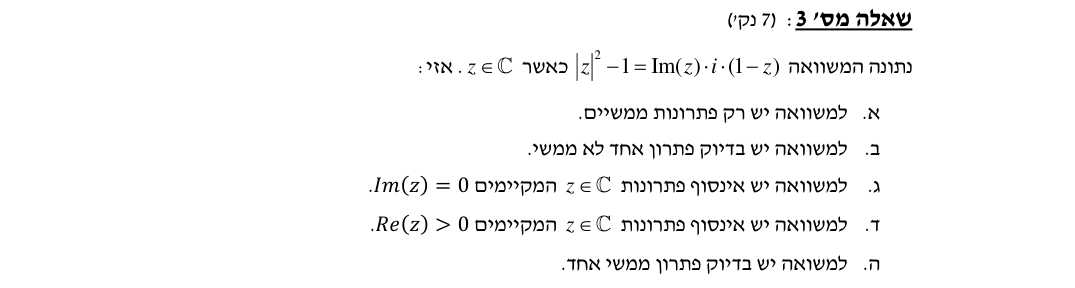 שאלה מס' 3 : (7 נק')
נתונה המשוואה |z|² −1 = Im(z)·i·(1−z) כאשר z ∈ ℂ . אזי :
א. למשוואה יש רק פתרונות ממשיים.
ב. למשוואה יש בדיוק פתרון אחד לא ממשי.
ג. למשוואה יש אינסוף פתרונות z ∈ ℂ המקיימים Im(z) = 0.
ד. למשוואה יש אינסוף פתרונות z ∈ ℂ המקיימים Re(z) > 0.
ה. למשואה יש בדיוק פתרון ממשי אחד.